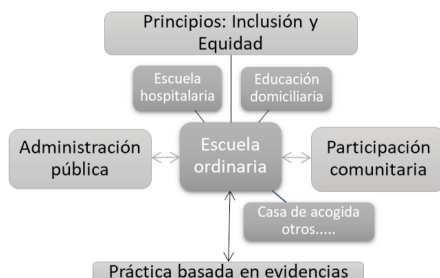 Principios: Inclusión y
Equidad
Escuela
hospitalaria
Educación
domiciliaria
Administración
pública
Escuela
ordinaria
Participación
comunitaria
Casa de acogida
otros.....
Práctica basada en evidencias